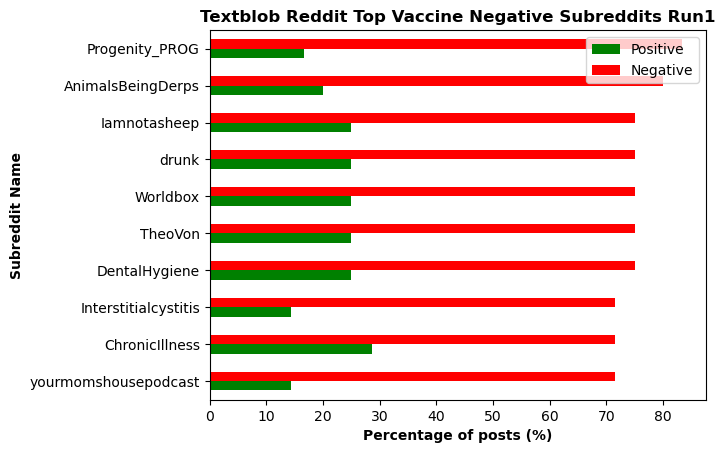 Textblob Reddit Top Vaccine Negative Subreddits Run1
Positive
Negative
Progenity_PROG
AnimalsBeingDerps
Iamnotasheep
drunk
Worldbox
TheoVon
DentalHygiene
Interstitialcystitis
ChronicIllness
yourmomshousepodcast
Subreddit Name
0 10 20 30 40 50 60 70 80
Percentage of posts (%)